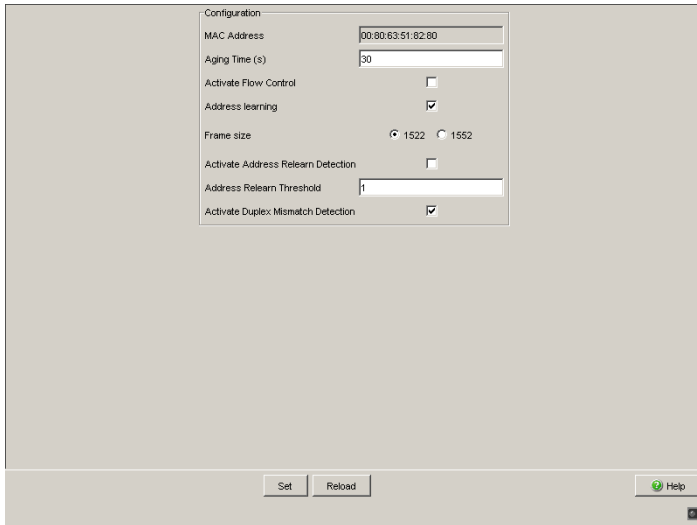 Configuration
MAC Address 00:80:63:51:82:80
Aging Time (s) 30
Activate Flow Control
Address learning
Frame size 1522 1552
Activate Address Relearn Detection
Address Relearn Threshold 1
Activate Duplex Mismatch Detection
Set Reload Help